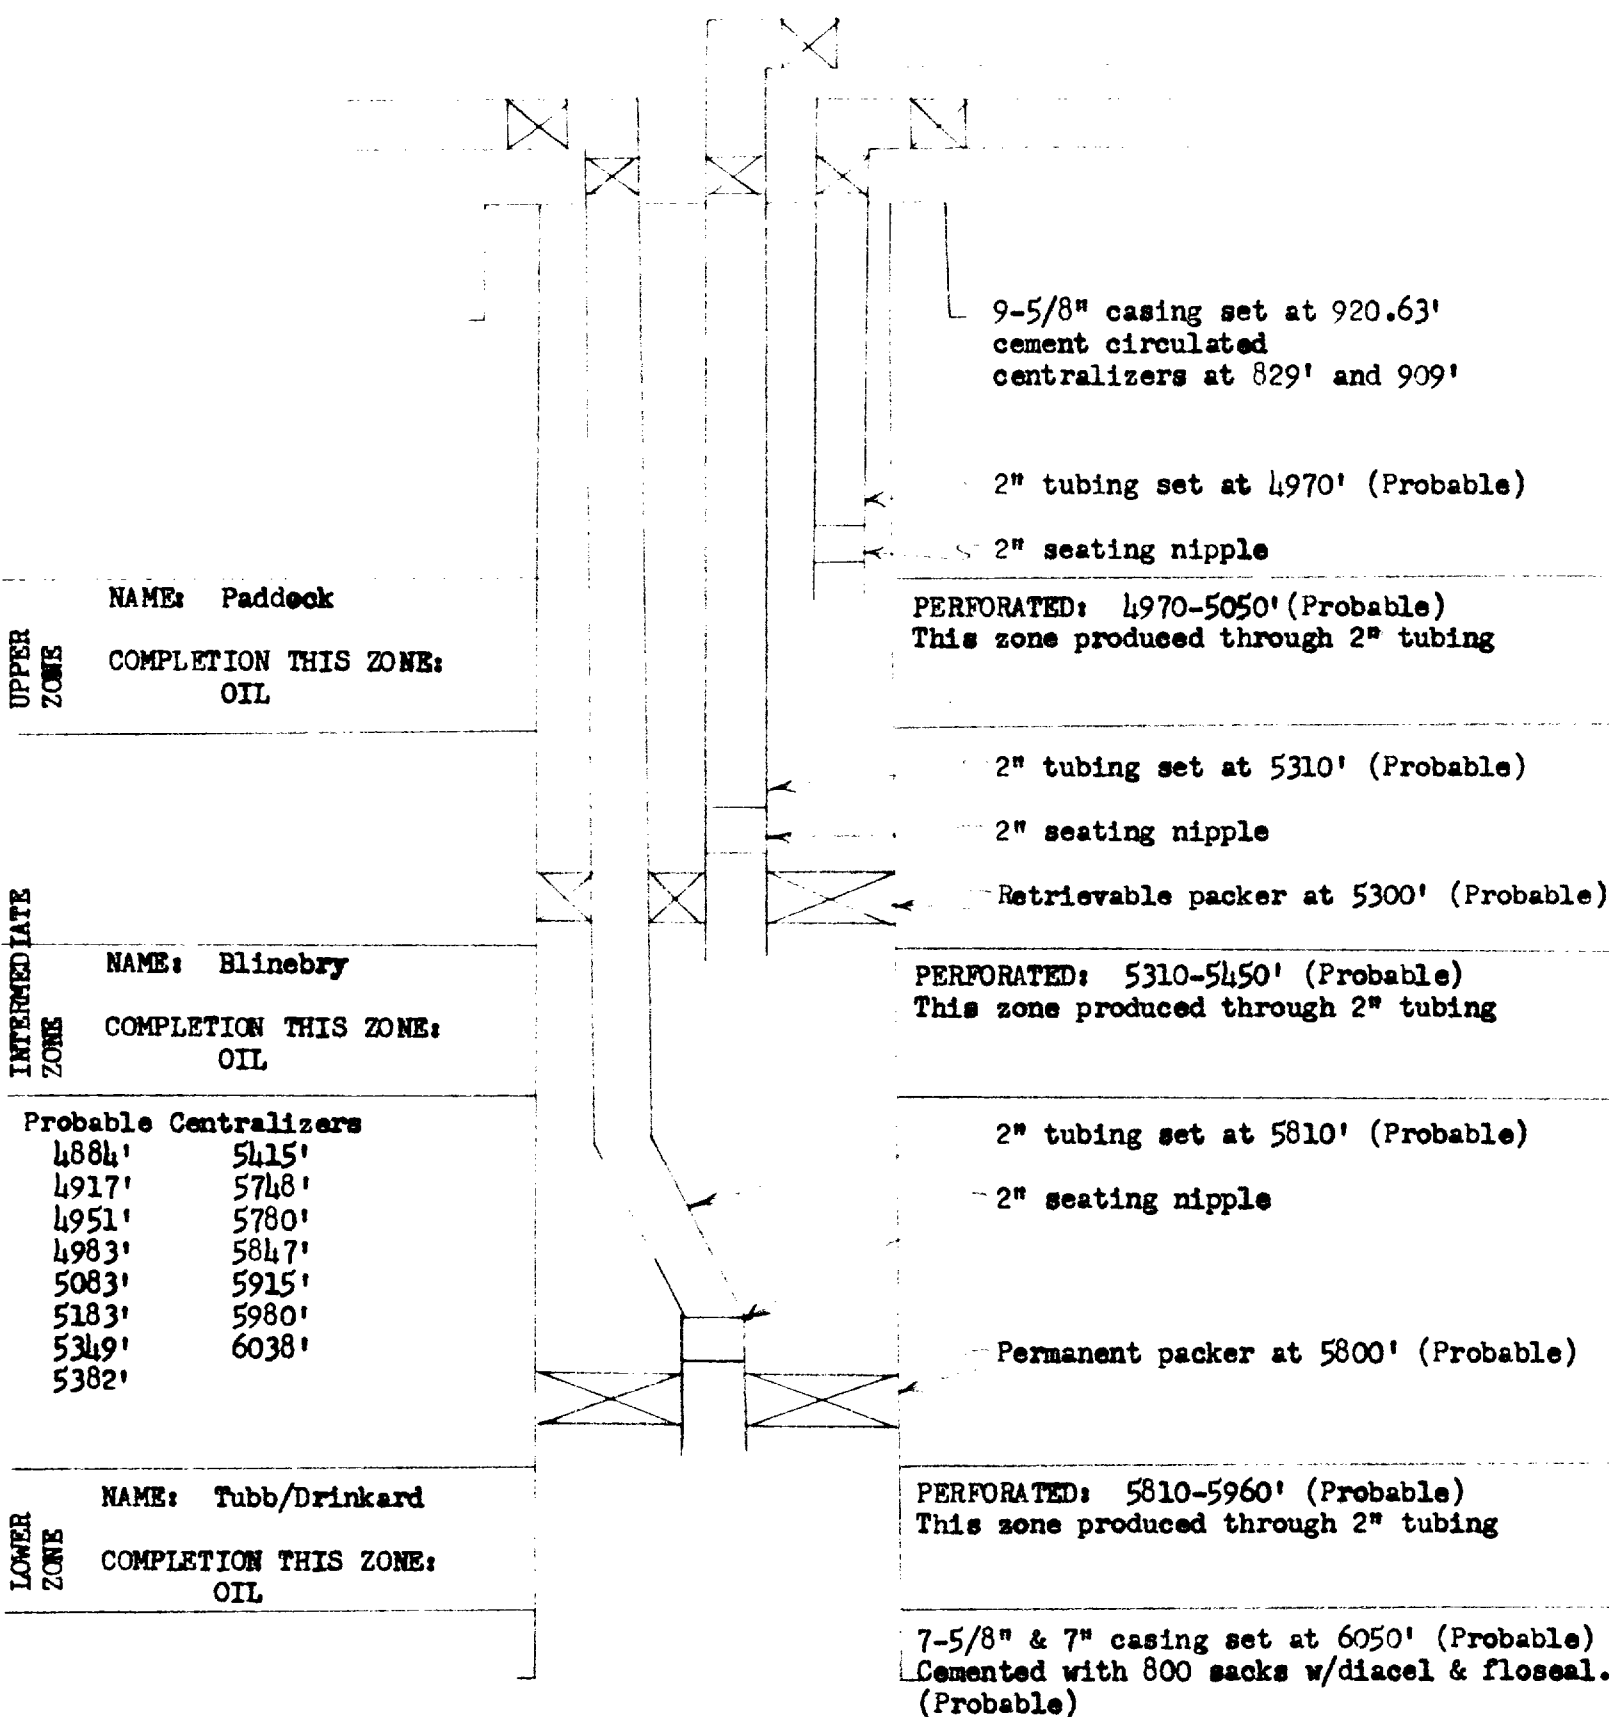 9-5/8" casing set at 920.63'
cement circulated
centralizers at 829' and 909'
2" tubing set at 4970' (Probable)
2" seating nipple
UPPER
ZONE
NAME: Paddock
COMPLETION THIS ZONE:
OIL
PERFORATED: 4970-5050' (Probable)
This zone produced through 2" tubing
2" tubing set at 5310' (Probable)
2" seating nipple
Retrievable packer at 5300' (Probable)
INTERMEDIATE
ZONE
NAME: Blinebry
COMPLETION THIS ZONE:
OIL
PERFORATED: 5310-5450' (Probable)
This zone produced through 2" tubing
Probable Centralizers
4884' 5415'
4917' 5748'
4951' 5780'
4983' 5847'
5083' 5915'
5183' 5980'
5349' 6038'
5382'
2" tubing set at 5810' (Probable)
2" seating nipple
Permanent packer at 5800' (Probable)
LOWER
ZONE
NAME: Tubb/Drinkard
COMPLETION THIS ZONE:
OIL
PERFORATED: 5810-5960' (Probable)
This zone produced through 2" tubing
7-5/8" & 7" casing set at 6050' (Probable)
Cemented with 800 sacks w/diacel & floseal.
(Probable)